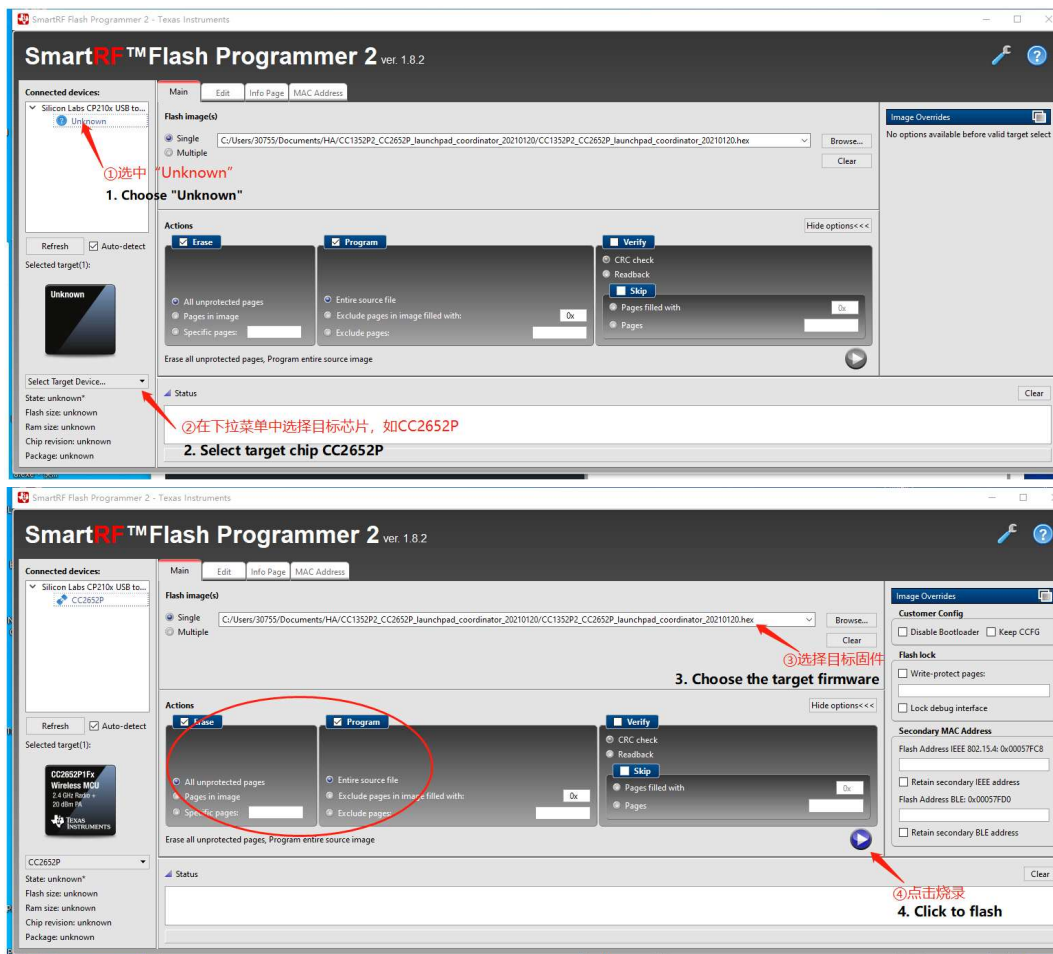 SmartRF Flash Programmer 2 - Texas Instruments
SmartRF™Flash Programmer 2 ver. 1.8.2
Connected devices:
Silicon Labs CP210x USB to...
Unknown
①选中 "Unknown"
1. Choose "Unknown"
Refresh
Auto-detect
Selected target(1):
Unknown
Select Target Device...
State: unknown*
Flash size: unknown
Ram size: unknown
Chip revision: unknown
Package: unknown
Main Edit Info Page MAC Address
Flash image(s)
Single C:/Users/30755/Documents/HA/CC1352P2_CC2652P_launchpad_coordinator_20210120/CC1352P2_CC2652P_launchpad_coordinator_20210120.hex Browse...
Multiple Clear
Actions Hide options<<<
Erase
All unprotected pages
Pages in image
Specific pages:
Program
Entire source file
Exclude pages in image filled with: 0x
Exclude pages:
Verify
CRC check
Readback
Skip
Pages filled with 0x
Pages
Erase all unprotected pages, Program entire source image
Status Clear
②在下拉菜单中选择目标芯片，如CC2652P
2. Select target chip CC2652P
Image Overrides
No options available before valid target select
SmartRF Flash Programmer 2 - Texas Instruments
SmartRF™Flash Programmer 2 ver. 1.8.2
Connected devices:
Silicon Labs CP210x USB to...
CC2652P
Refresh
Auto-detect
Selected target(1):
CC2652P1Fx
Wireless MCU
2.4 GHz Radio +
20 dBm PA
TEXAS
INSTRUMENTS
CC2652P
State: unknown*
Flash size: unknown
Ram size: unknown
Chip revision: unknown
Package: unknown
Main Edit Info Page MAC Address
Flash image(s)
Single C:/Users/30755/Documents/HA/CC1352P2_CC2652P_launchpad_coordinator_20210120/CC1352P2_CC2652P_launchpad_coordinator_20210120.hex Browse...
Multiple Clear
③选择目标固件
3. Choose the target firmware
Actions Hide options<<<
Erase
All unprotected pages
Pages in image
Specific pages:
Program
Entire source file
Exclude pages in image filled with: 0x
Exclude pages:
Verify
CRC check
Readback
Skip
Pages filled with 0x
Pages
Erase all unprotected pages, Program entire source image
Status Clear
④点击烧录
4. Click to flash
Image Overrides
Customer Config
Disable Bootloader Keep CCFG
Flash lock
Write-protect pages:
Lock debug interface
Secondary MAC Address
Flash Address IEEE 802.15.4: 0x00057FC8
Retain secondary IEEE address
Flash Address BLE: 0x00057FD0
Retain secondary BLE address